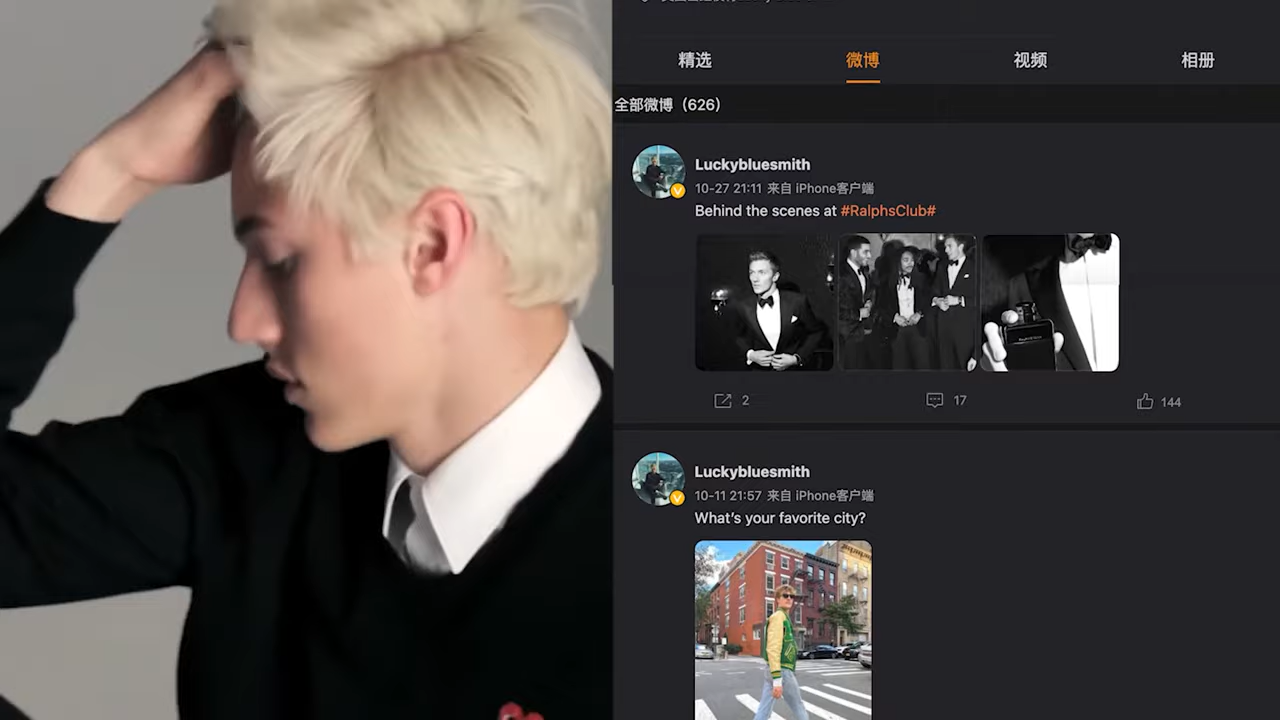 精选
微博
视频
相册
全部微博（626）
Luckybluesmith
10-27 21:11 来自 iPhone客户端
Behind the scenes at #RalphsClub#
2
17
144
Luckybluesmith
10-11 21:57 来自 iPhone客户端
What's your favorite city?